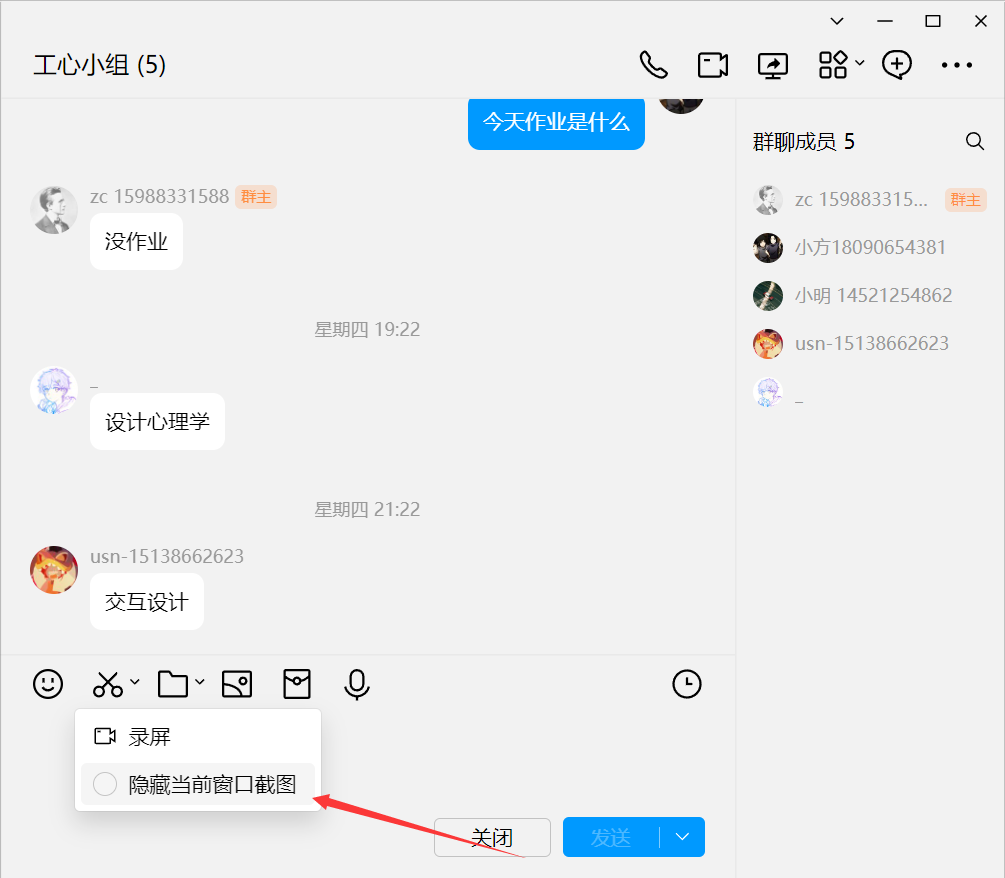 工心小组 (5)
今天作业是什么
zc 15988331588 群主
没作业
星期四 19:22
_
设计心理学
星期四 21:22
usn-15138662623
交互设计
录屏
隐藏当前窗口截图
关闭
发送
群聊成员 5
zc 159883315... 群主
小方18090654381
小明 14521254862
usn-15138662623
_